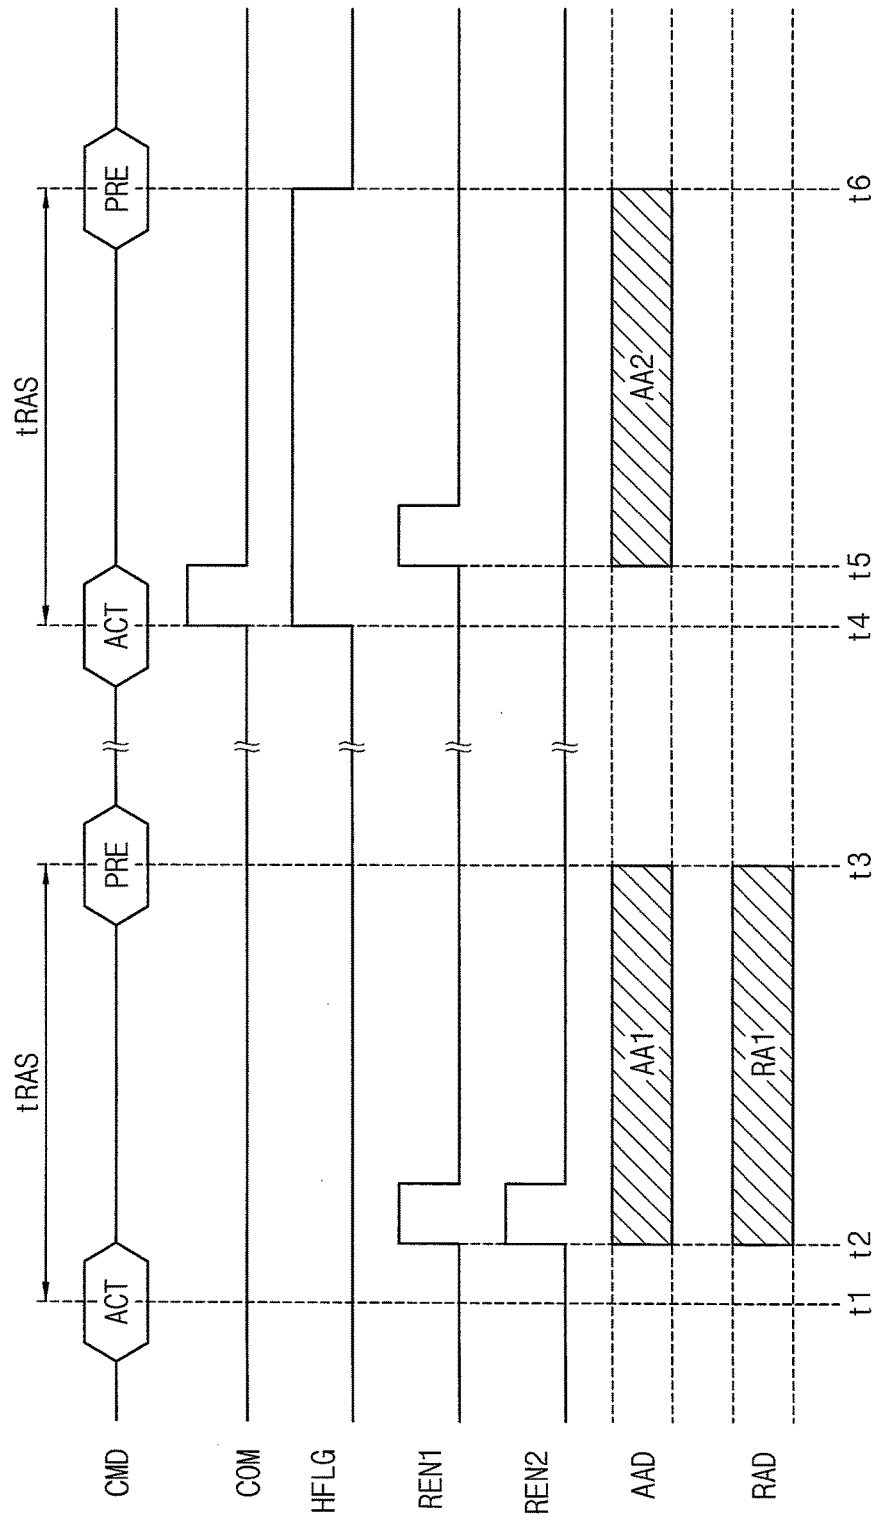 tRAS
tRAS
CMD
ACT
PRE
ACT
PRE
COM
HFLG
REN1
REN2
AAD
AA1
AA2
RAD
RA1
t1
t2
t3
t4
t5
t6